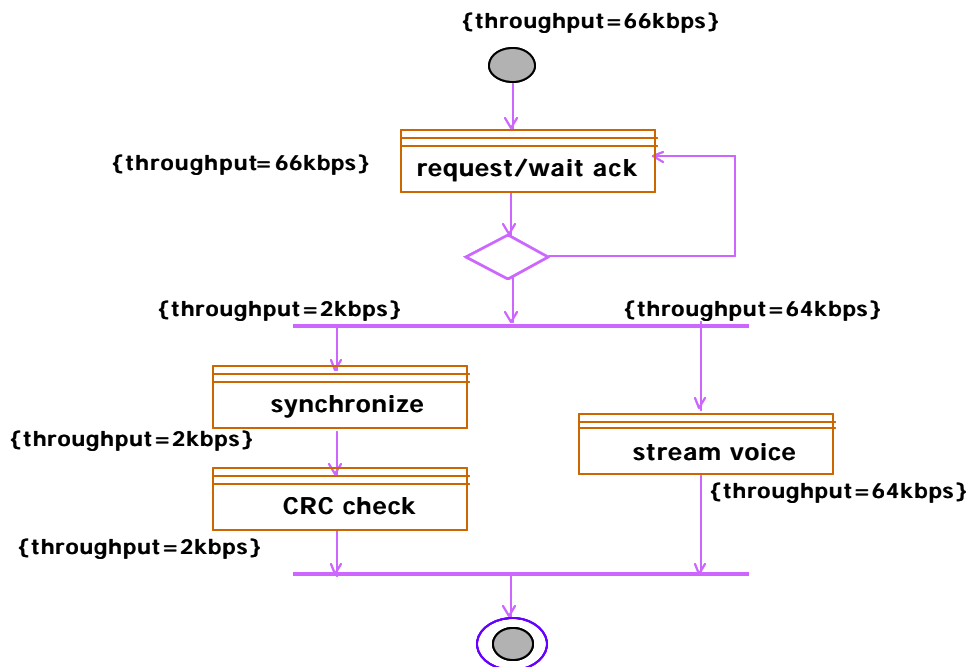 {throughput=66kbps}
{throughput=66kbps}
request/wait ack
{throughput=2kbps}
{throughput=64kbps}
synchronize
{throughput=2kbps}
stream voice
{throughput=64kbps}
CRC check
{throughput=2kbps}